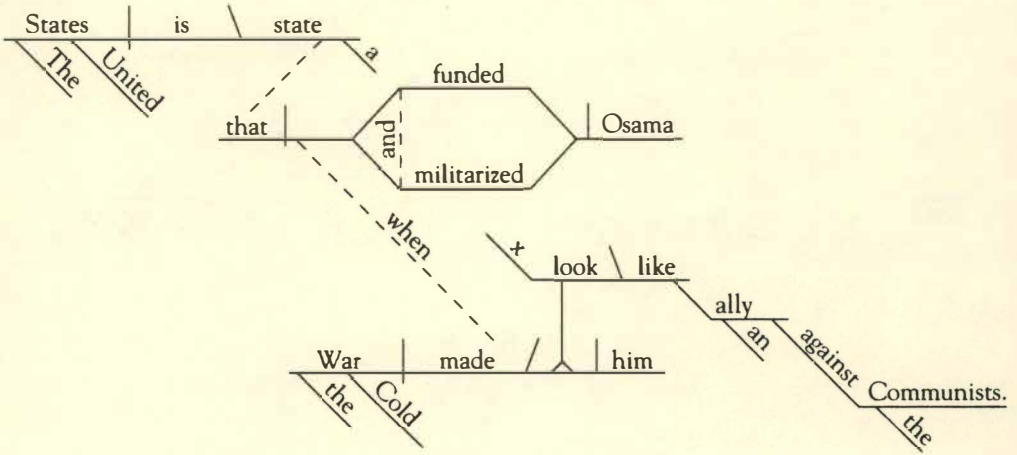 States is state
The United a
funded
that and Osama
militarized
when
x look like
ally
an against
War made him
the Cold Communists.
the